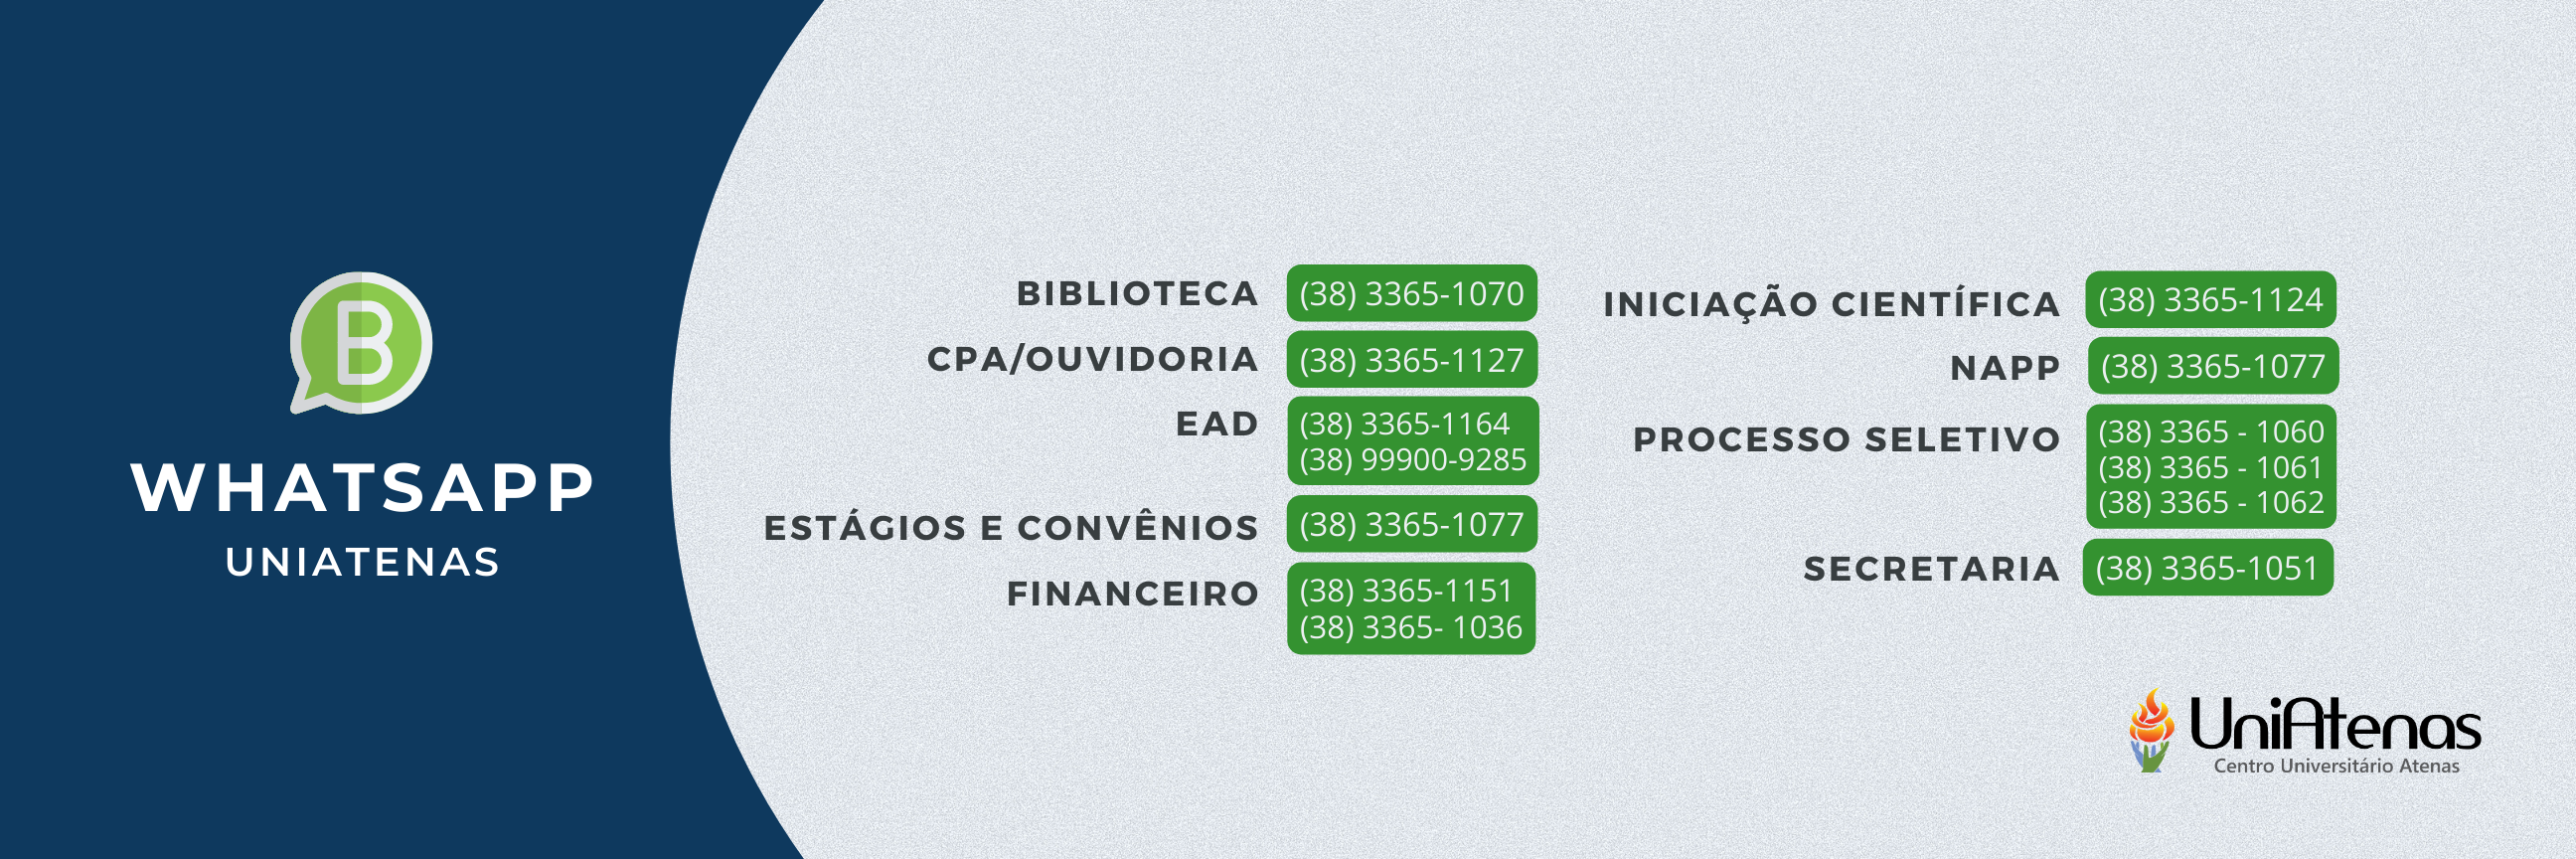 B
WHATSAPP
UNIATENAS
BIBLIOTECA (38) 3365-1070
CPA/OUVIDORIA (38) 3365-1127
EAD (38) 3365-1164
(38) 99900-9285
ESTÁGIOS E CONVÊNIOS (38) 3365-1077
FINANCEIRO (38) 3365-1151
(38) 3365- 1036
INICIAÇÃO CIENTÍFICA (38) 3365-1124
NAPP (38) 3365-1077
PROCESSO SELETIVO (38) 3365 - 1060
(38) 3365 - 1061
(38) 3365 - 1062
SECRETARIA (38) 3365-1051
UniAtenas
Centro Universitário Atenas